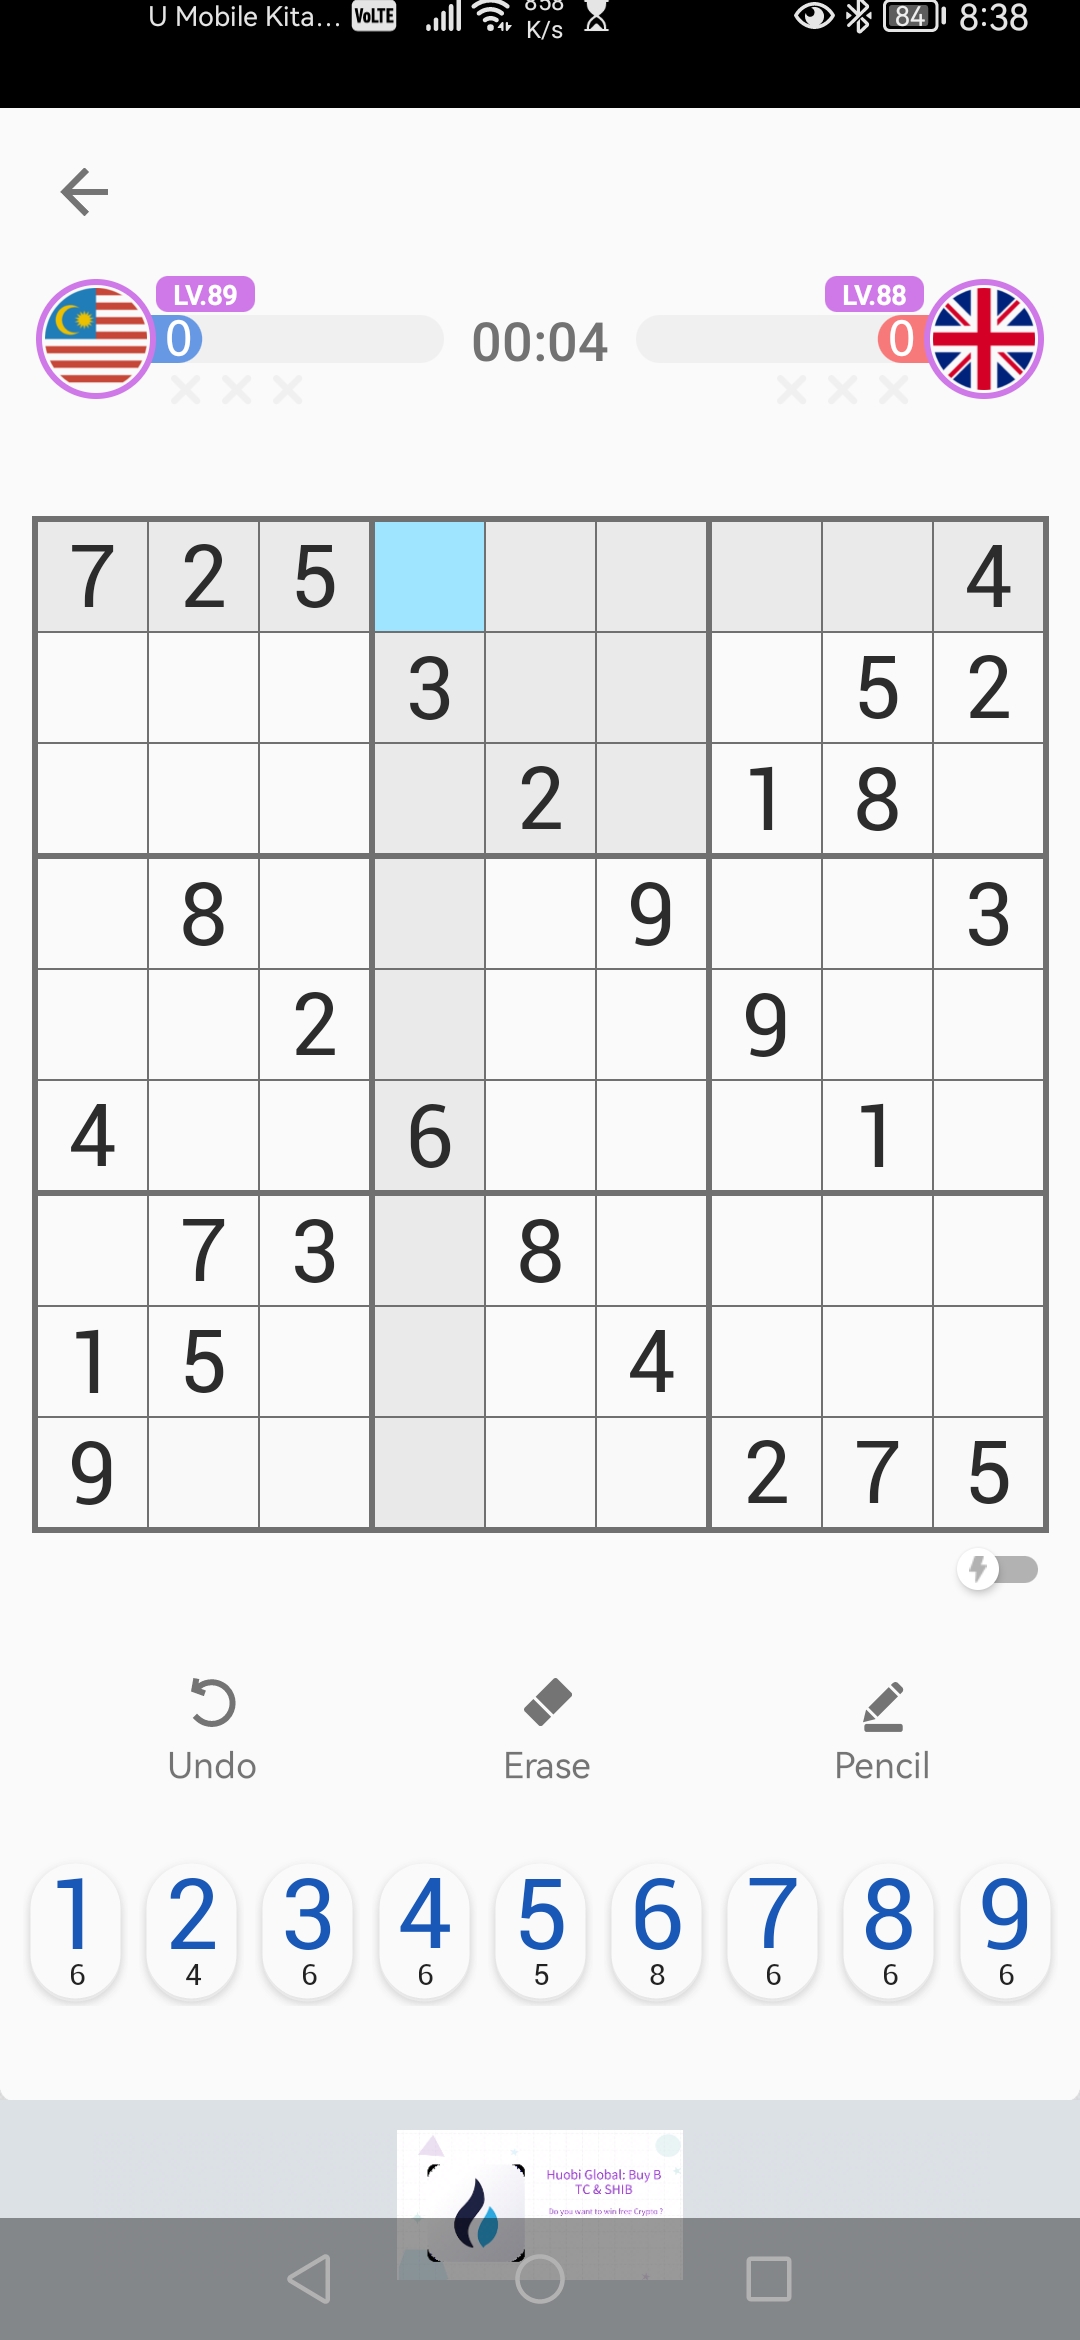 U Mobile Kita... VoLTE 858 K/s 84 8:38
LV.89 LV.88
0 00:04 0
7 2 5 4
3 5 2
2 1 8
8 9 3
2 9
4 6 1
7 3 8
1 5 4
9 2 7 5
Undo Erase Pencil
1 2 3 4 5 6 7 8 9
6 4 6 6 5 8 6 6 6
Huobi Global: Buy B
TC & SHIB
Do you want to win free Crypto ?